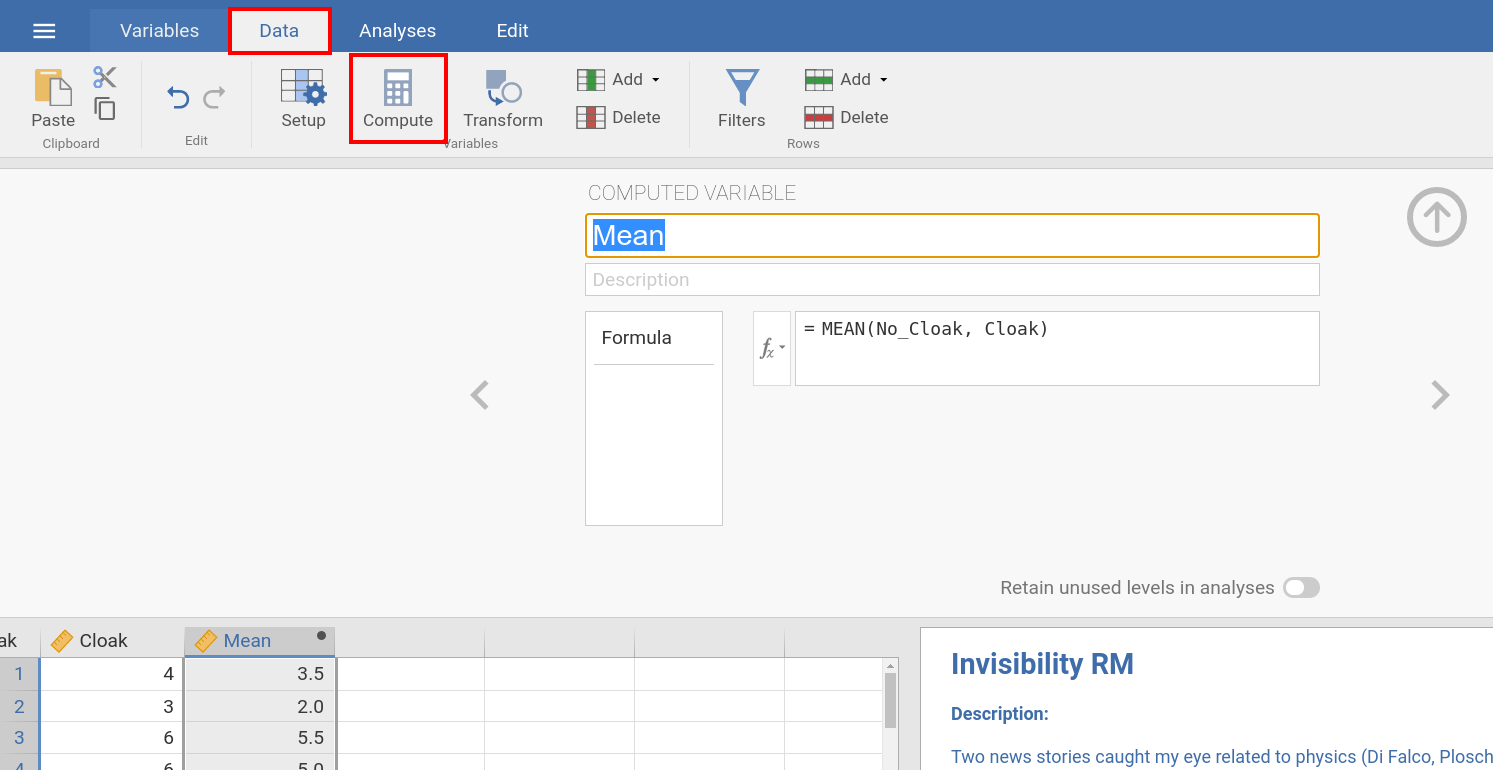 Variables Data Analyses Edit
Paste Setup Compute Transform Add Delete Filters Add Delete
Clipboard Edit Variables Rows
COMPUTED VARIABLE
Mean
Description
Formula
fx
= MEAN(No_Cloak, Cloak)
Retain unused levels in analyses
ak Cloak Mean
1 4 3.5
2 3 2.0
3 6 5.5
4 6 5.0
Invisibility RM
Description:
Two news stories caught my eye related to physics (Di Falco, Plosch